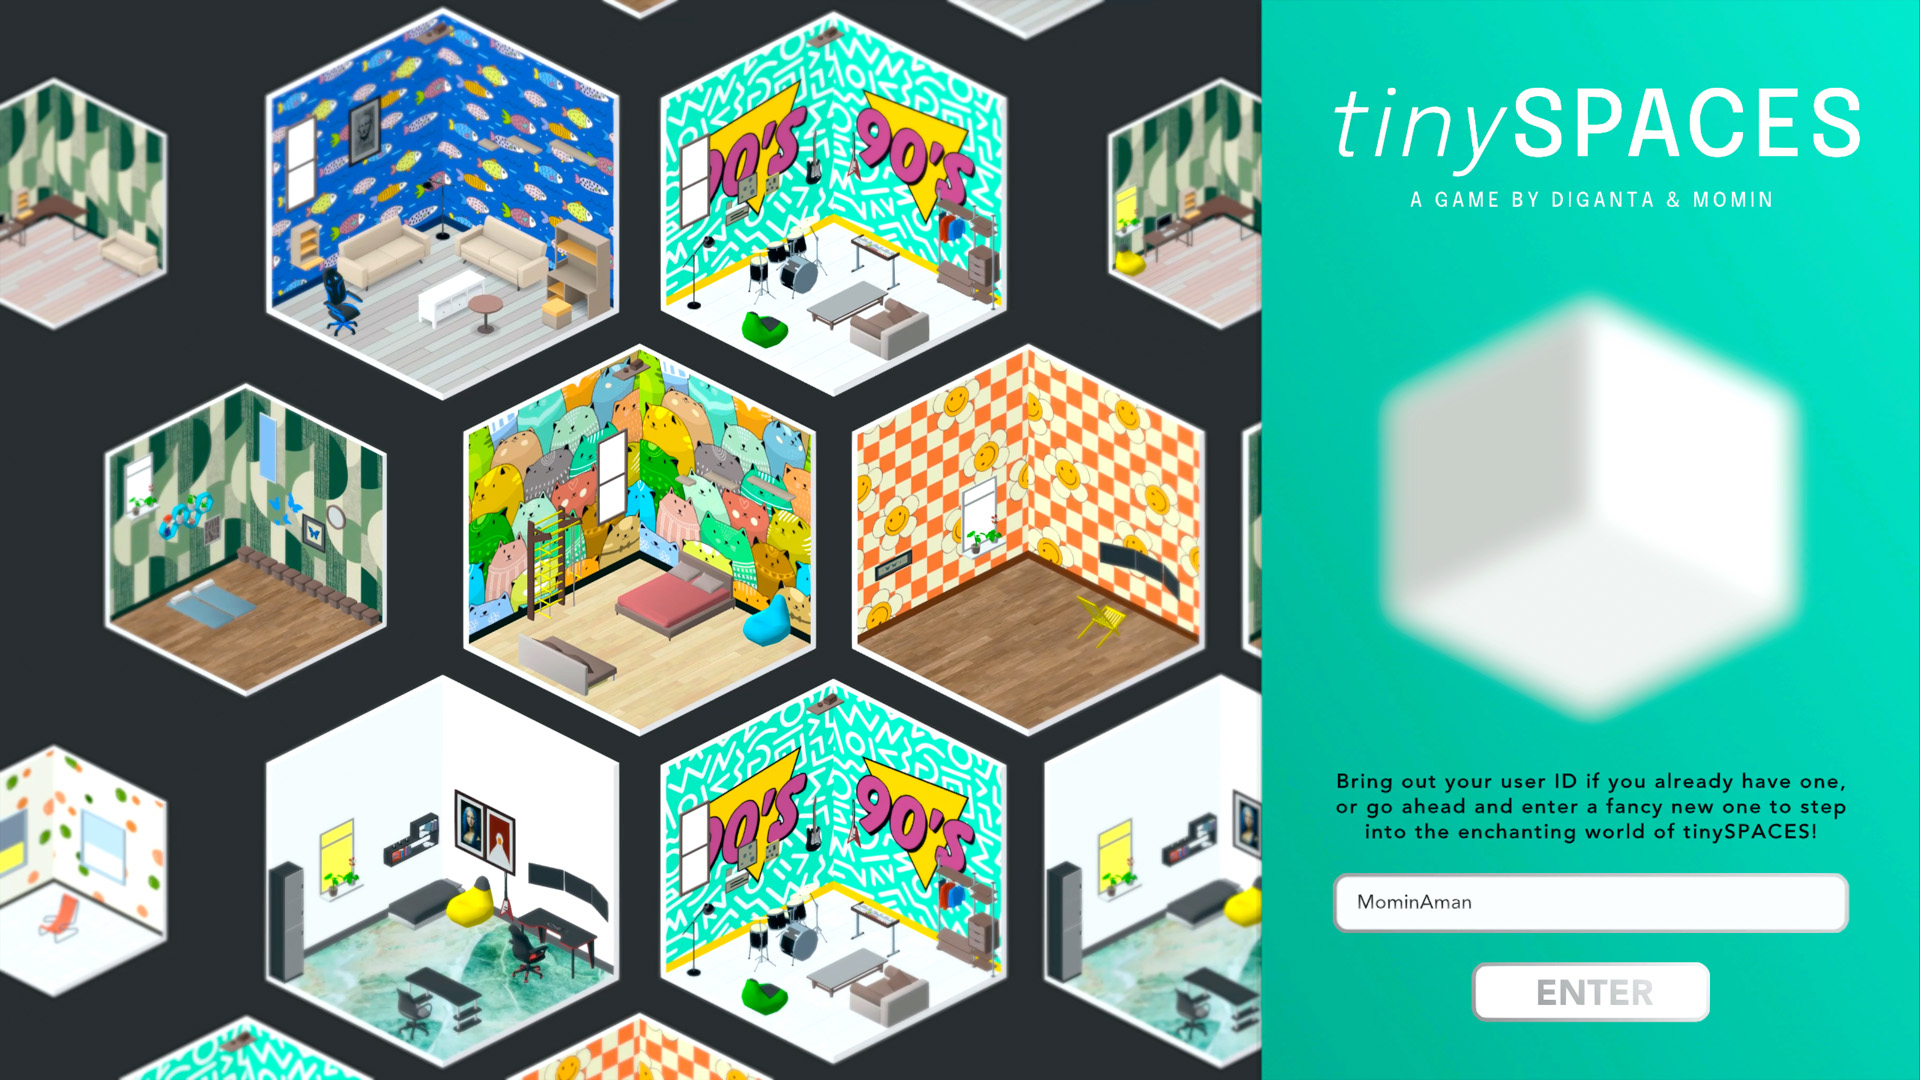 90's
90's
90's
90's
tinySPACES
A GAME BY DIGANTA & MOMIN
Bring out your user ID if you already have one,
or go ahead and enter a fancy new one to step
into the enchanting world of tinySPACES!
MominAman
ENTER